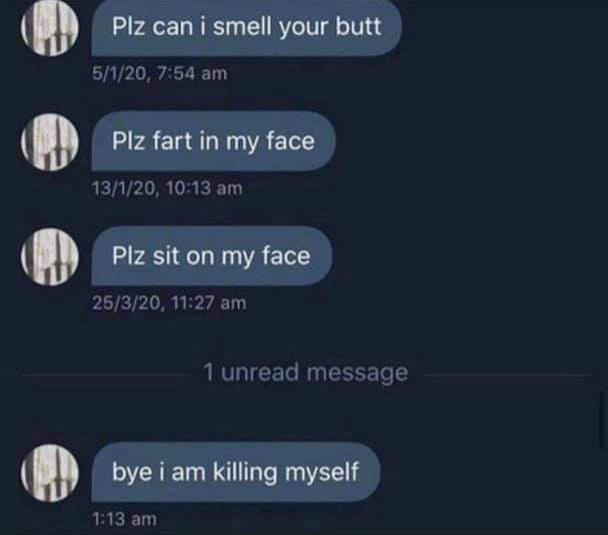 Plz can i smell your butt
5/1/20, 7:54 am
Plz fart in my face
13/1/20, 10:13 am
Plz sit on my face
25/3/20, 11:27 am
1 unread message
bye i am killing myself
1:13 am